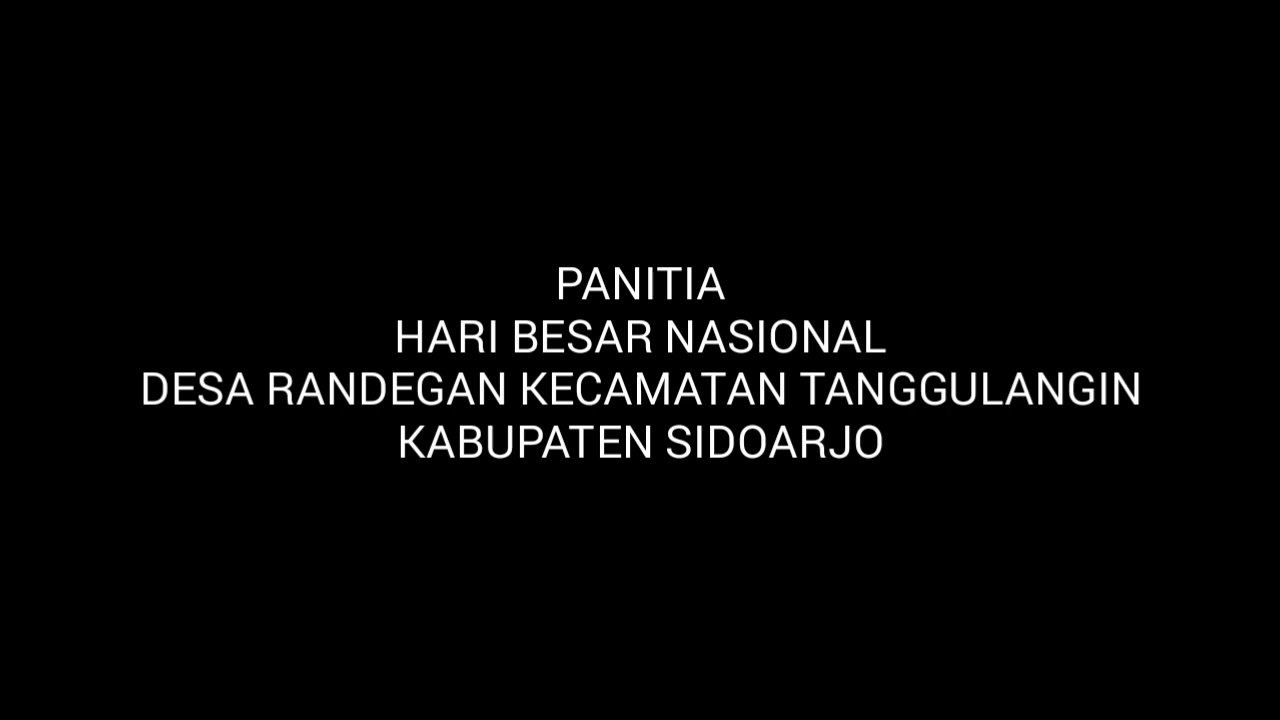 PANITIA
HARI BESAR NASIONAL
DESA RANDEGAN KECAMATAN TANGGULANGIN
KABUPATEN SIDOARJO